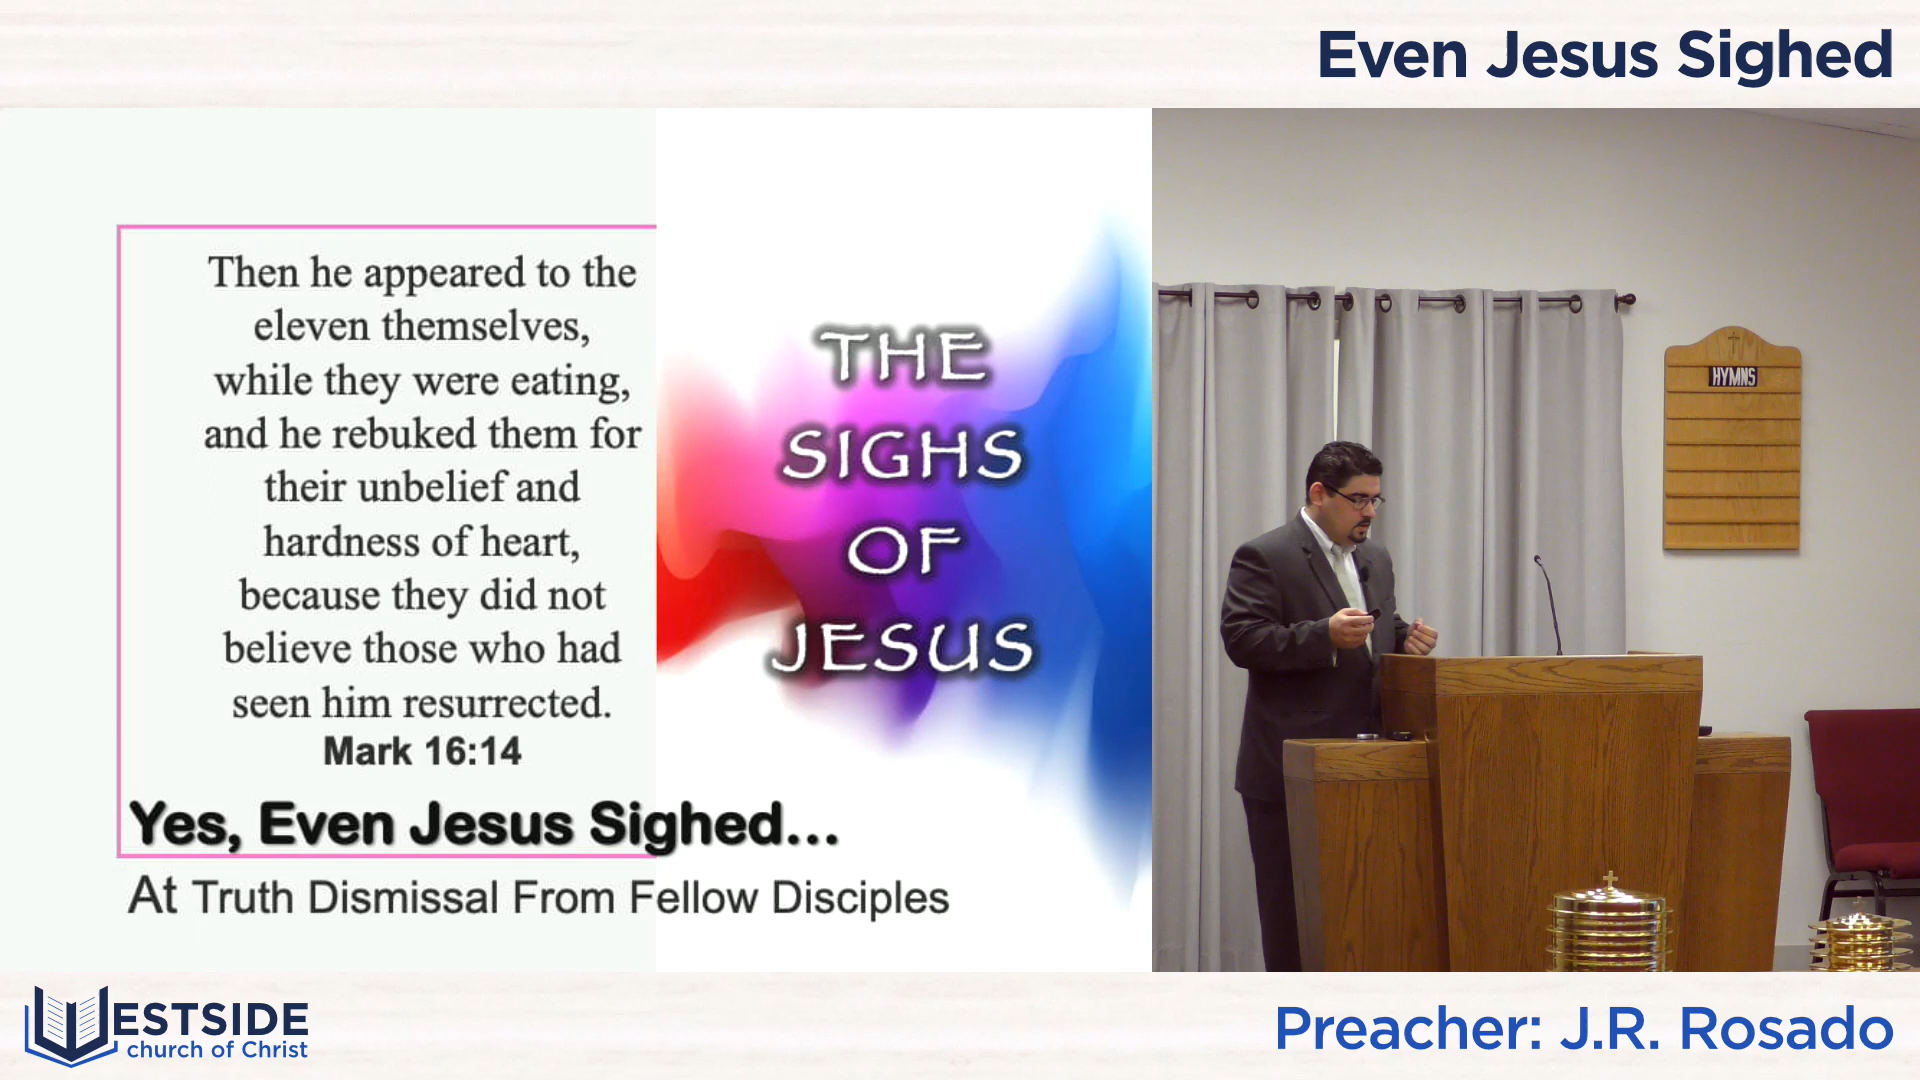 Even Jesus Sighed
Then he appeared to the
eleven themselves,
while they were eating,
and he rebuked them for
their unbelief and
hardness of heart,
because they did not
believe those who had
seen him resurrected.
Mark 16:14
THE
SIGHS
OF
JESUS
Yes, Even Jesus Sighed...
At Truth Dismissal From Fellow Disciples
HYMNS
WESTSIDE
church of Christ
Preacher: J.R. Rosado